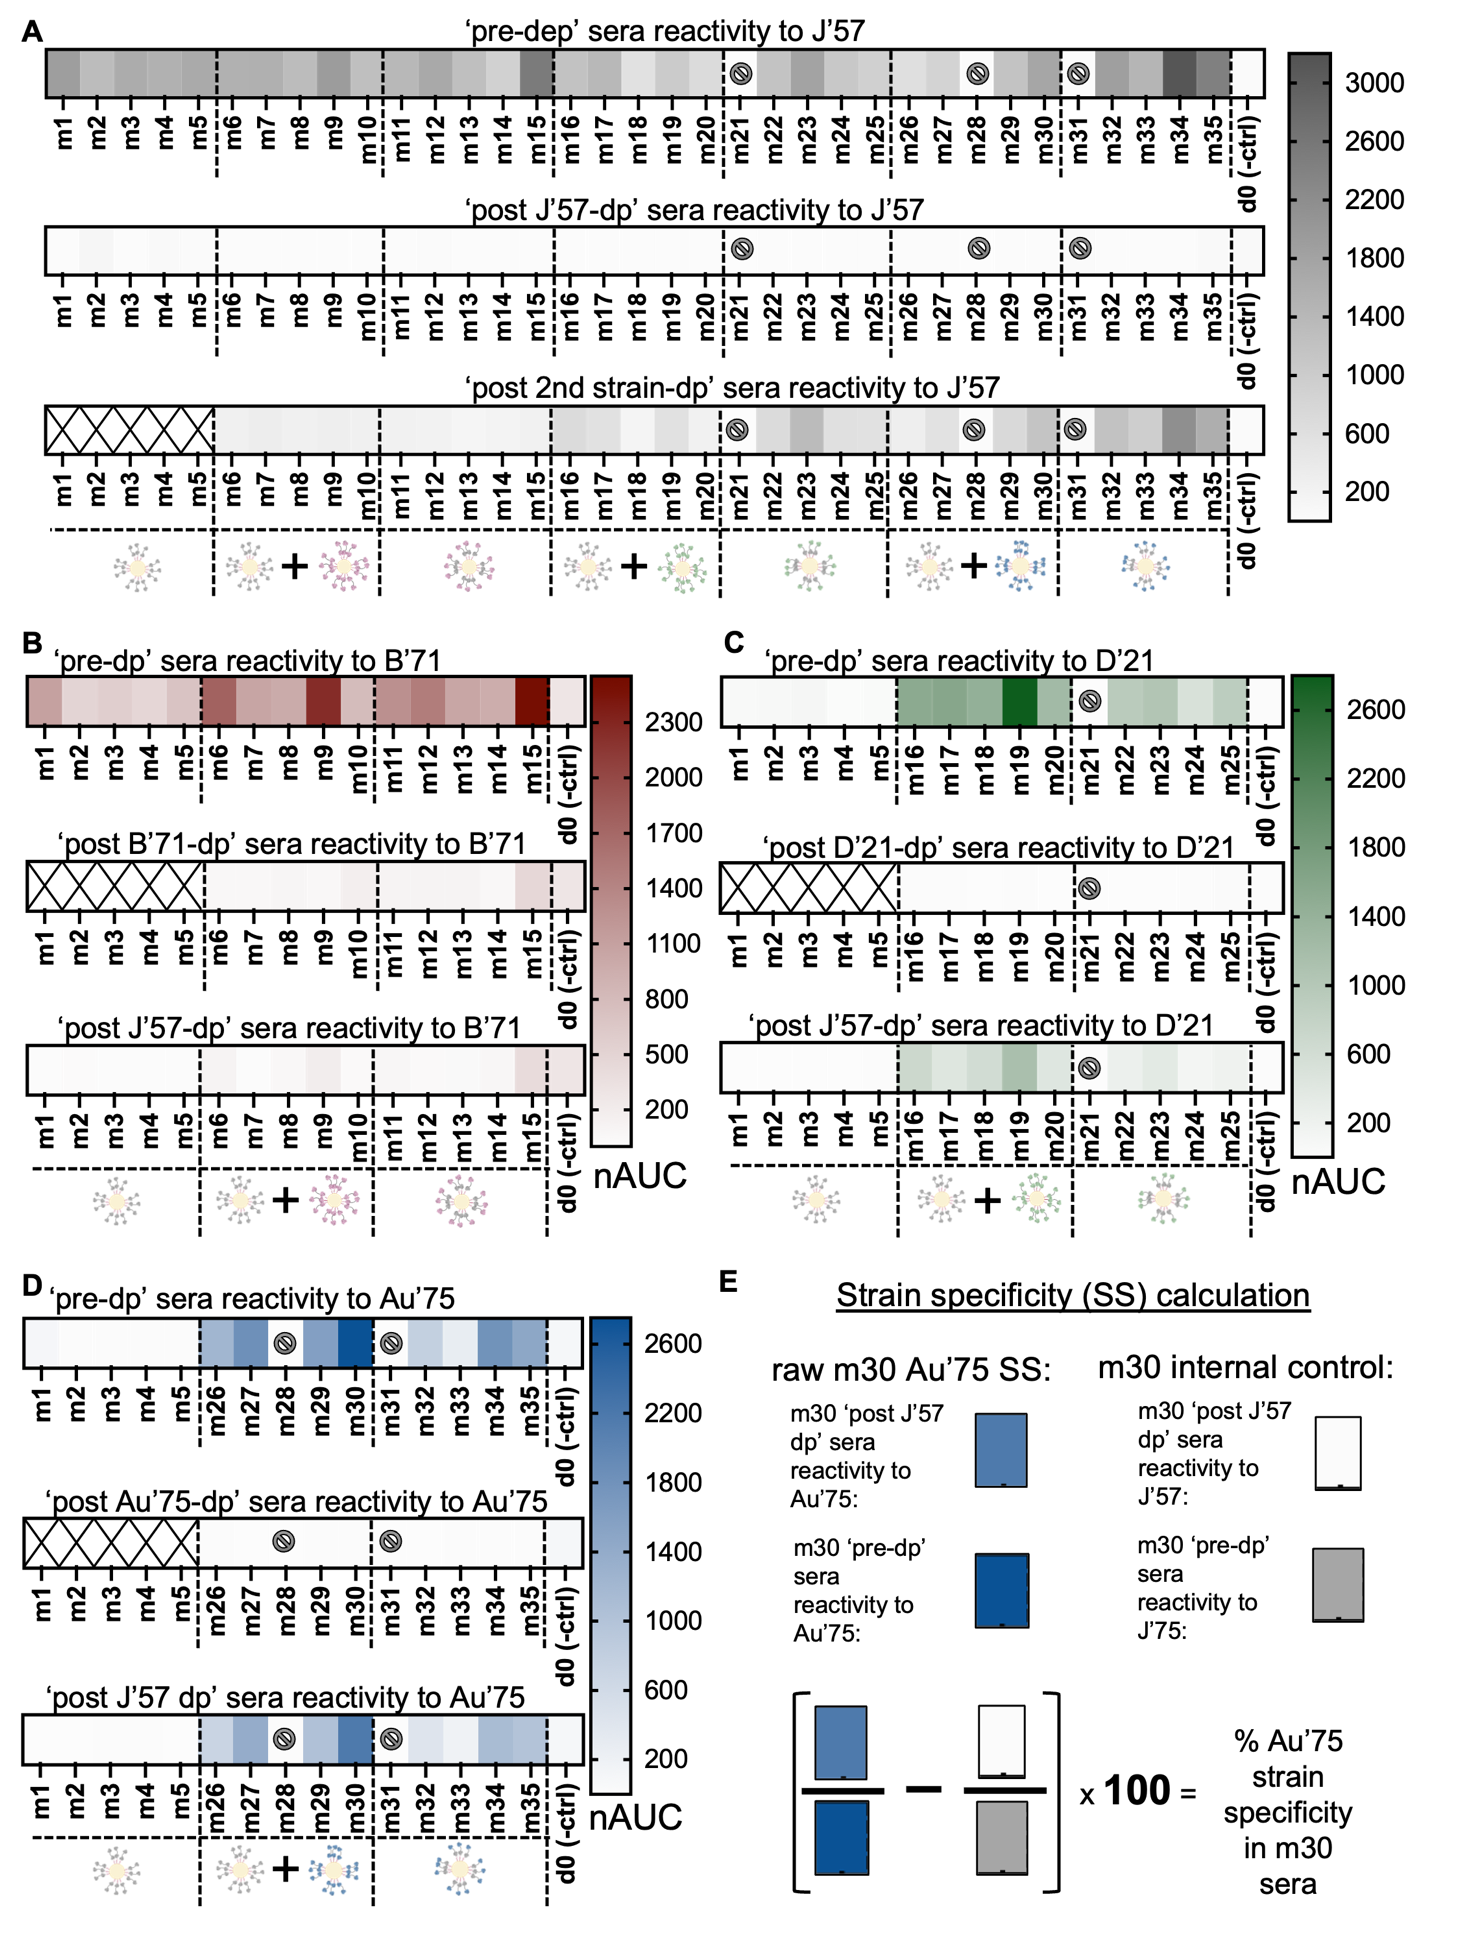 A
‘pre-dep’ sera reactivity to J’57
m1 m2 m3 m4 m5 m6 m7 m8 m9 m10 m11 m12 m13 m14 m15 m16 m17 m18 m19 m20 m21 m22 m23 m24 m25 m26 m27 m28 m29 m30 m31 m32 m33 m34 m35 d0 (-ctrl)
‘post J’57-dp’ sera reactivity to J’57
m1 m2 m3 m4 m5 m6 m7 m8 m9 m10 m11 m12 m13 m14 m15 m16 m17 m18 m19 m20 m21 m22 m23 m24 m25 m26 m27 m28 m29 m30 m31 m32 m33 m34 m35 d0 (-ctrl)
‘post 2nd strain-dp’ sera reactivity to J’57
m1 m2 m3 m4 m5 m6 m7 m8 m9 m10 m11 m12 m13 m14 m15 m16 m17 m18 m19 m20 m21 m22 m23 m24 m25 m26 m27 m28 m29 m30 m31 m32 m33 m34 m35 d0 (-ctrl)
+ + +
3000
2600
2200
1800
1400
1000
600
200
B
‘pre-dp’ sera reactivity to B’71
m1 m2 m3 m4 m5 m6 m7 m8 m9 m10 m11 m12 m13 m14 m15 d0 (-ctrl)
‘post B’71-dp’ sera reactivity to B’71
m1 m2 m3 m4 m5 m6 m7 m8 m9 m10 m11 m12 m13 m14 m15 d0 (-ctrl)
‘post J’57-dp’ sera reactivity to B’71
m1 m2 m3 m4 m5 m6 m7 m8 m9 m10 m11 m12 m13 m14 m15 d0 (-ctrl)
+
2300
2000
1700
1400
1100
800
500
200
nAUC
C
‘pre-dp’ sera reactivity to D’21
m1 m2 m3 m4 m5 m16 m17 m18 m19 m20 m21 m22 m23 m24 m25 d0 (-ctrl)
‘post D’21-dp’ sera reactivity to D’21
m1 m2 m3 m4 m5 m16 m17 m18 m19 m20 m21 m22 m23 m24 m25 d0 (-ctrl)
‘post J’57-dp’ sera reactivity to D’21
m1 m2 m3 m4 m5 m16 m17 m18 m19 m20 m21 m22 m23 m24 m25 d0 (-ctrl)
+
2600
2200
1800
1400
1000
600
200
nAUC
D
‘pre-dp’ sera reactivity to Au’75
m1 m2 m3 m4 m5 m26 m27 m28 m29 m30 m31 m32 m33 m34 m35 d0 (-ctrl)
‘post Au’75-dp’ sera reactivity to Au’75
m1 m2 m3 m4 m5 m26 m27 m28 m29 m30 m31 m32 m33 m34 m35 d0 (-ctrl)
‘post J’57 dp’ sera reactivity to Au’75
m1 m2 m3 m4 m5 m26 m27 m28 m29 m30 m31 m32 m33 m34 m35 d0 (-ctrl)
+
2600
2200
1800
1400
1000
600
200
nAUC
E
Strain specificity (SS) calculation
raw m30 Au’75 SS:
m30 ‘post J’57
dp’ sera
reactivity to
Au’75:
m30 ‘pre-dp’
sera
reactivity to
Au’75:
m30 internal control:
m30 ‘post J’57
dp’ sera
reactivity to
J’57:
m30 ‘pre-dp’
sera
reactivity to
J’75:
x 100 =
% Au’75
strain
specificity
in m30
sera